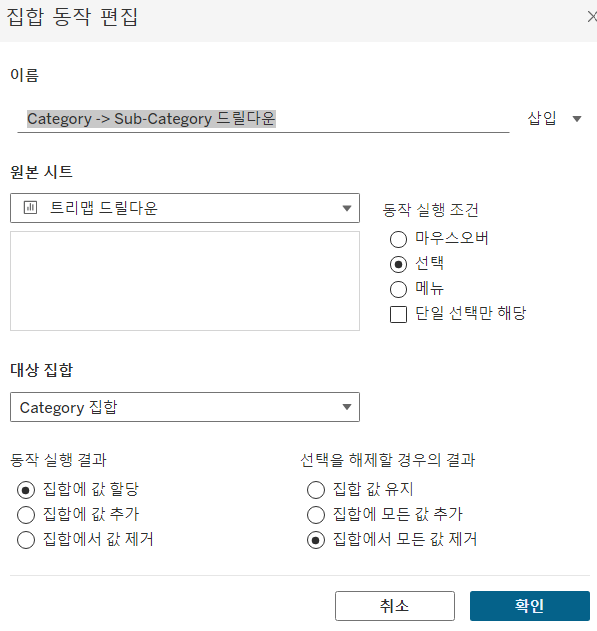 집합 동작 편집
이름
Category -> Sub-Category 드릴다운
삽입
원본 시트
트리맵 드릴다운
동작 실행 조건
마우스오버
선택
메뉴
단일 선택만 해당
대상 집합
Category 집합
동작 실행 결과
집합에 값 할당
집합에 값 추가
집합에서 값 제거
선택을 해제할 경우의 결과
집합 값 유지
집합에 모든 값 추가
집합에서 모든 값 제거
취소
확인